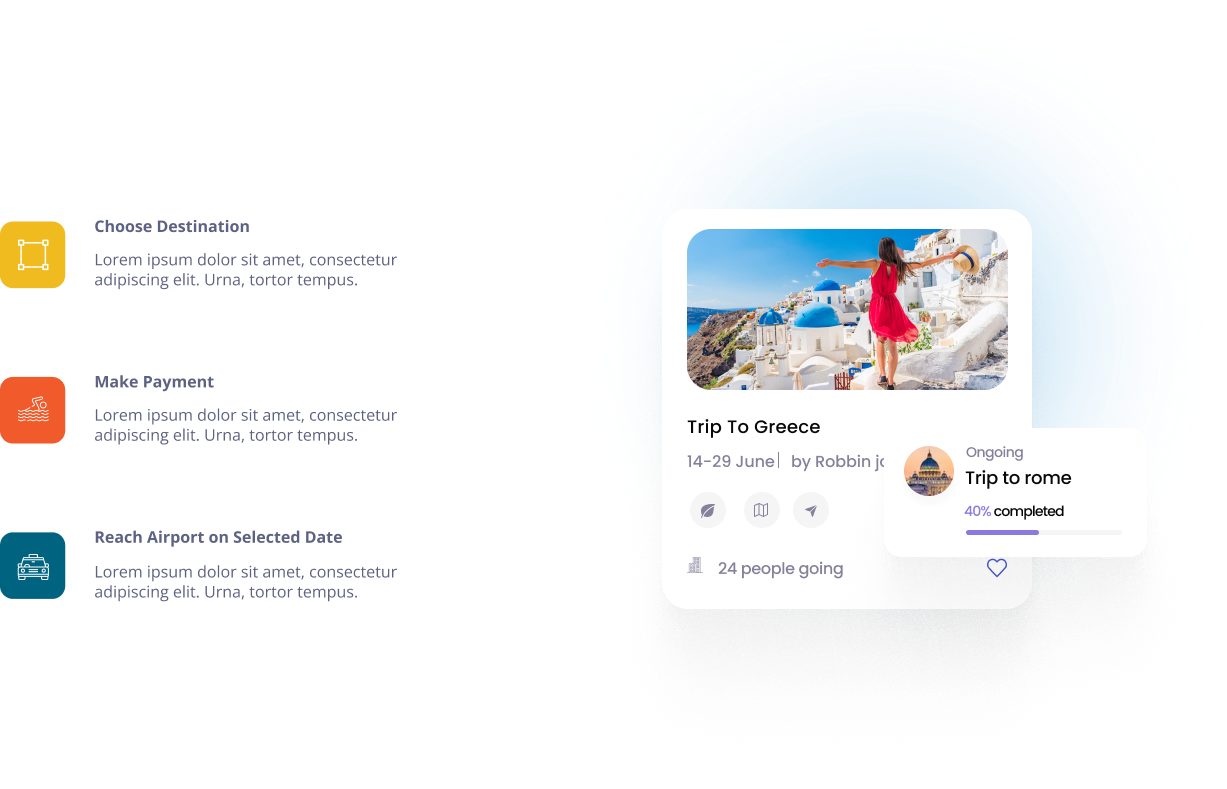 Choose Destination
Lorem ipsum dolor sit amet, consectetur
adipiscing elit. Urna, tortor tempus.
Make Payment
Lorem ipsum dolor sit amet, consectetur
adipiscing elit. Urna, tortor tempus.
Reach Airport on Selected Date
Lorem ipsum dolor sit amet, consectetur
adipiscing elit. Urna, tortor tempus.
Trip To Greece
14-29 June| by Robbin
24 people going
Ongoing
Trip to rome
40% completed